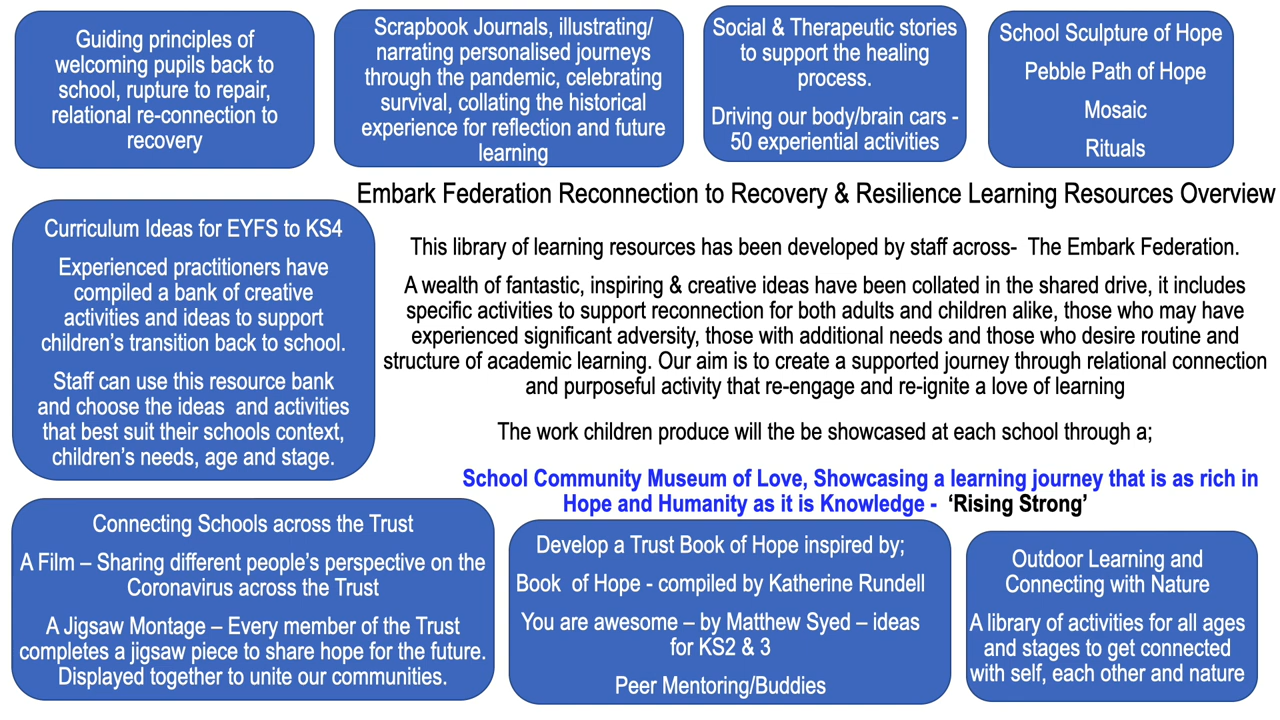 Guiding principles of
welcoming pupils back to
school, rupture to repair,
relational re-connection to
recovery
Scrapbook Journals, illustrating/
narrating personalised journeys
through the pandemic, celebrating
survival, collating the historical
experience for reflection and future
learning
Social & Therapeutic stories
to support the healing
process.
Driving our body/brain cars -
50 experiential activities
School Sculpture of Hope
Pebble Path of Hope
Mosaic
Rituals
Embark Federation Reconnection to Recovery & Resilience Learning Resources Overview
Curriculum Ideas for EYFS to KS4
Experienced practitioners have
compiled a bank of creative
activities and ideas to support
children’s transition back to school.
Staff can use this resource bank
and choose the ideas and activities
that best suit their schools context,
children’s needs, age and stage.
This library of learning resources has been developed by staff across- The Embark Federation.
A wealth of fantastic, inspiring & creative ideas have been collated in the shared drive, it includes
specific activities to support reconnection for both adults and children alike, those who may have
experienced significant adversity, those with additional needs and those who desire routine and
structure of academic learning. Our aim is to create a supported journey through relational connection
and purposeful activity that re-engage and re-ignite a love of learning
The work children produce will the be showcased at each school through a;
School Community Museum of Love, Showcasing a learning journey that is as rich in
Hope and Humanity as it is Knowledge - ‘Rising Strong’
Connecting Schools across the Trust
A Film – Sharing different people’s perspective on the
Coronavirus across the Trust
A Jigsaw Montage – Every member of the Trust
completes a jigsaw piece to share hope for the future.
Displayed together to unite our communities.
Develop a Trust Book of Hope inspired by;
Book of Hope - compiled by Katherine Rundell
You are awesome – by Matthew Syed – ideas
for KS2 & 3
Peer Mentoring/Buddies
Outdoor Learning and
Connecting with Nature
A library of activities for all ages
and stages to get connected
with self, each other and nature